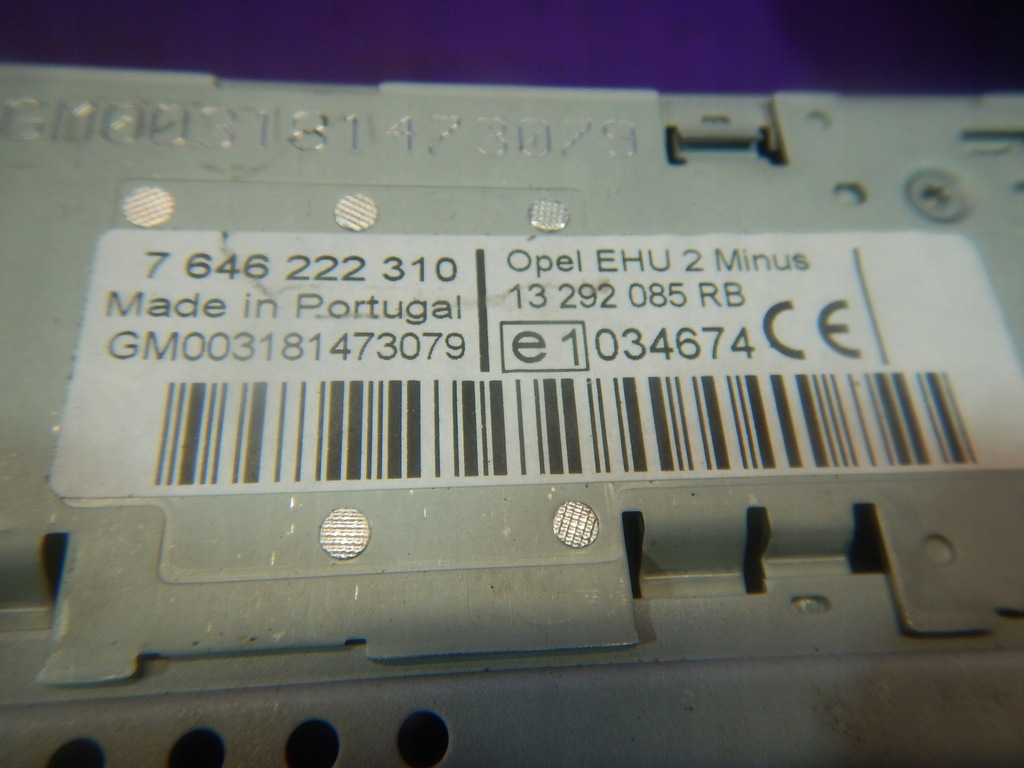 GM003181473079
7 646 222 310
Made in Portugal
GM003181473079
Opel EHU 2 Minus
13 292 085 RB
e1 034674 CE